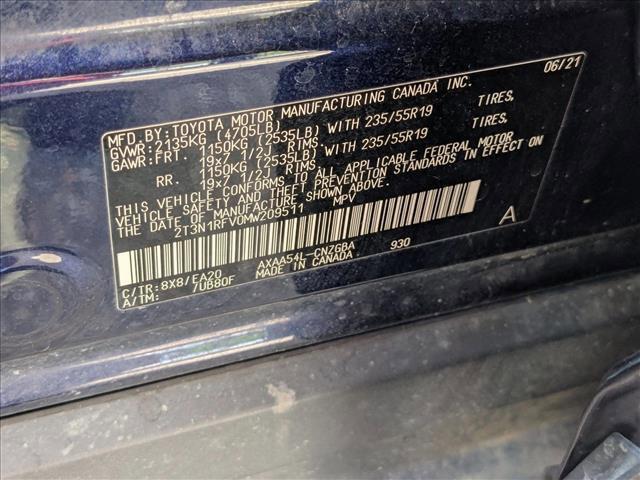 MFD.BY:TOYOTA MOTOR MANUFACTURING CANADA INC. 06/21
GVWR:2135KG (4705LB)
GAWR:FRT. 1150KG (2535LB) WITH 235/55R19 TIRES,
19x7 1/2J RIMS,
RR. 1150KG (2535LB) WITH 235/55R19 TIRES,
19x7 1/2J RIMS.
THIS VEHICLE CONFORMS TO ALL APPLICABLE FEDERAL MOTOR
VEHICLE SAFETY AND THEFT PREVENTION STANDARDS IN EFFECT ON
THE DATE OF MANUFACTURE SHOWN ABOVE.
2T3N1RFV0MW209511 MPV
A
C/TR:8X8/EA20 AXAA54L-CNZGBA 930
A/TM: /UB80F MADE IN CANADA